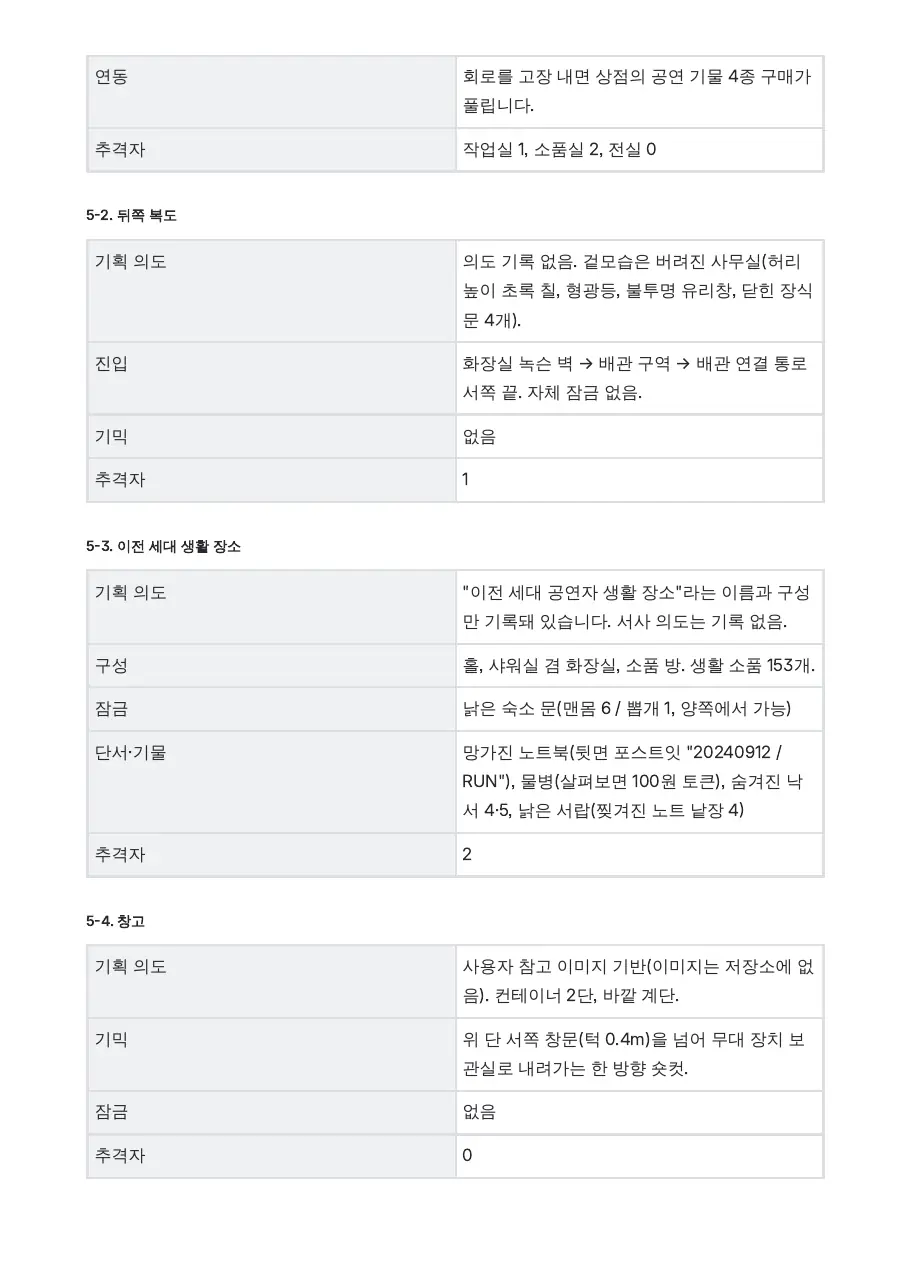 연동
회로를 고장 내면 상점의 공연 기물 4종 구매가
풀립니다.
추격자
작업실 1, 소품실 2, 전실 0
5-2. 뒤쪽 복도
기획 의도
의도 기록 없음. 겉모습은 버려진 사무실(허리
높이 초록 칠, 형광등, 불투명 유리창, 닫힌 장식
문 4개).
진입
화장실 녹슨 벽 → 배관 구역 → 배관 연결 통로
서쪽 끝. 자체 잠금 없음.
기믹
없음
추격자
1
5-3. 이전 세대 생활 장소
기획 의도
"이전 세대 공연자 생활 장소"라는 이름과 구성
만 기록돼 있습니다. 서사 의도는 기록 없음.
구성
홀, 샤워실 겸 화장실, 소품 방. 생활 소품 153개.
잠금
낡은 숙소 문(맨몸 6 / 뽑개 1, 양쪽에서 가능)
단서·기물
망가진 노트북(뒷면 포스트잇 "20240912 /
RUN"), 물병(살펴보면 100원 토큰), 숨겨진 낙
서 4·5, 낡은 서랍(찢겨진 노트 낱장 4)
추격자
2
5-4. 창고
기획 의도
사용자 참고 이미지 기반(이미지는 저장소에 없
음). 컨테이너 2단, 바깥 계단.
기믹
위 단 서쪽 창문(턱 0.4m)을 넘어 무대 장치 보
관실로 내려가는 한 방향 숏컷.
잠금
없음
추격자
0